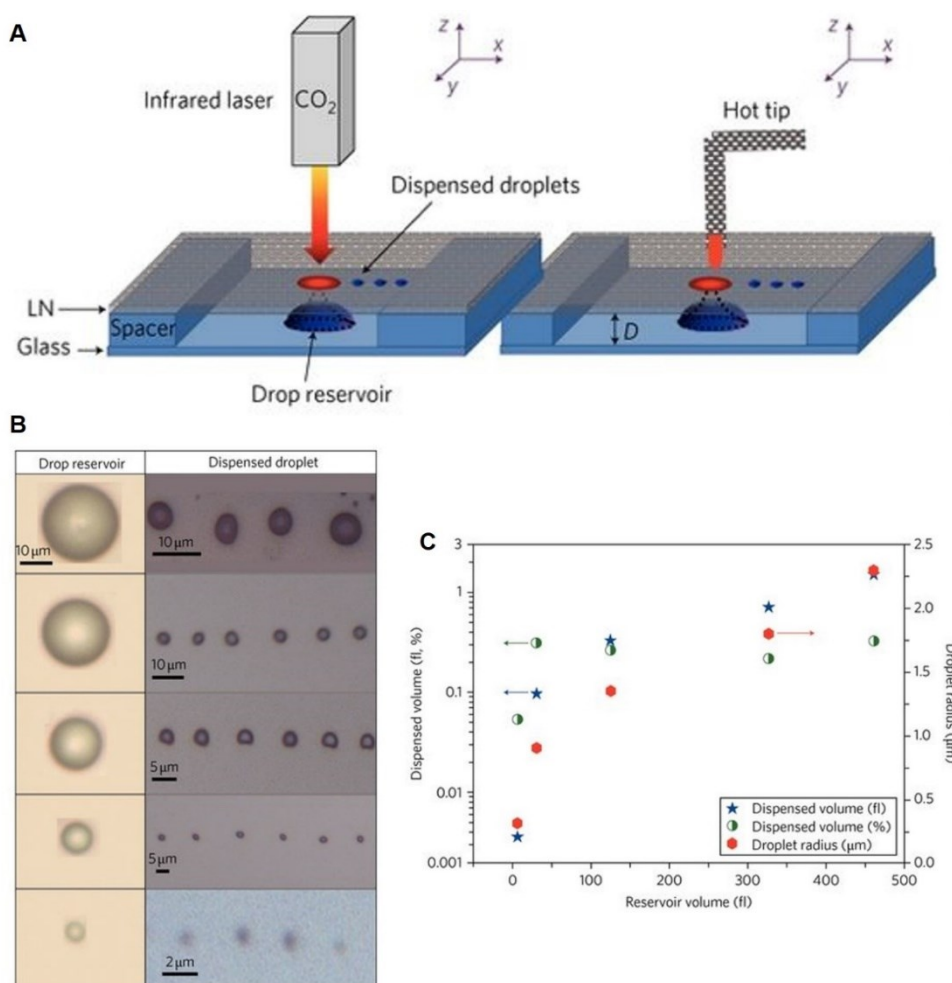 A
z
x
y
z
x
y
Infrared laser
CO2
Hot tip
Dispensed droplets
LN
Spacer
Glass
D
Drop reservoir
B
Drop reservoir
Dispensed droplet
10 μm
10 μm
10 μm
5 μm
5 μm
2 μm
C
3
1
0.1
0.01
0.001
Dispensed volume (fl, %)
2.5
2.0
1.5
1.0
0.5
0.0
Droplet radius (μm)
Dispensed volume (fl)
Dispensed volume (%)
Droplet radius (μm)
0
100
200
300
400
500
Reservoir volume (fl)